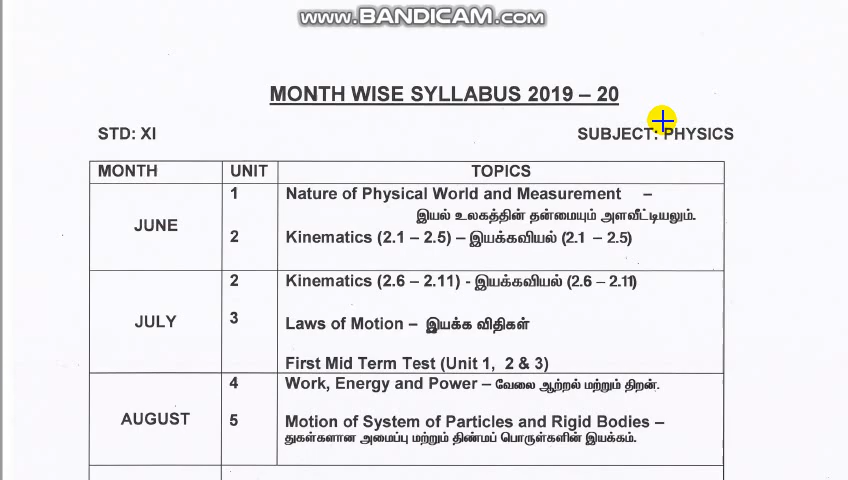 www.BANDICAM.com
MONTH WISE SYLLABUS 2019 – 20
STD: XI SUBJECT: PHYSICS
MONTH UNIT TOPICS
1 Nature of Physical World and Measurement –
இயல் உலகத்தின் தன்மையும் அளவீட்டியலும்.
JUNE
2 Kinematics (2.1 – 2.5) – இயக்கவியல் (2.1 – 2.5)
2 Kinematics (2.6 – 2.11) - இயக்கவியல் (2.6 – 2.11)
JULY 3 Laws of Motion – இயக்க விதிகள்
First Mid Term Test (Unit 1, 2 & 3)
4 Work, Energy and Power – வேலை ஆற்றல் மற்றும் திறன்.
AUGUST 5 Motion of System of Particles and Rigid Bodies –
துகள்களான அமைப்பு மற்றும் திண்மப் பொருள்களின் இயக்கம்.